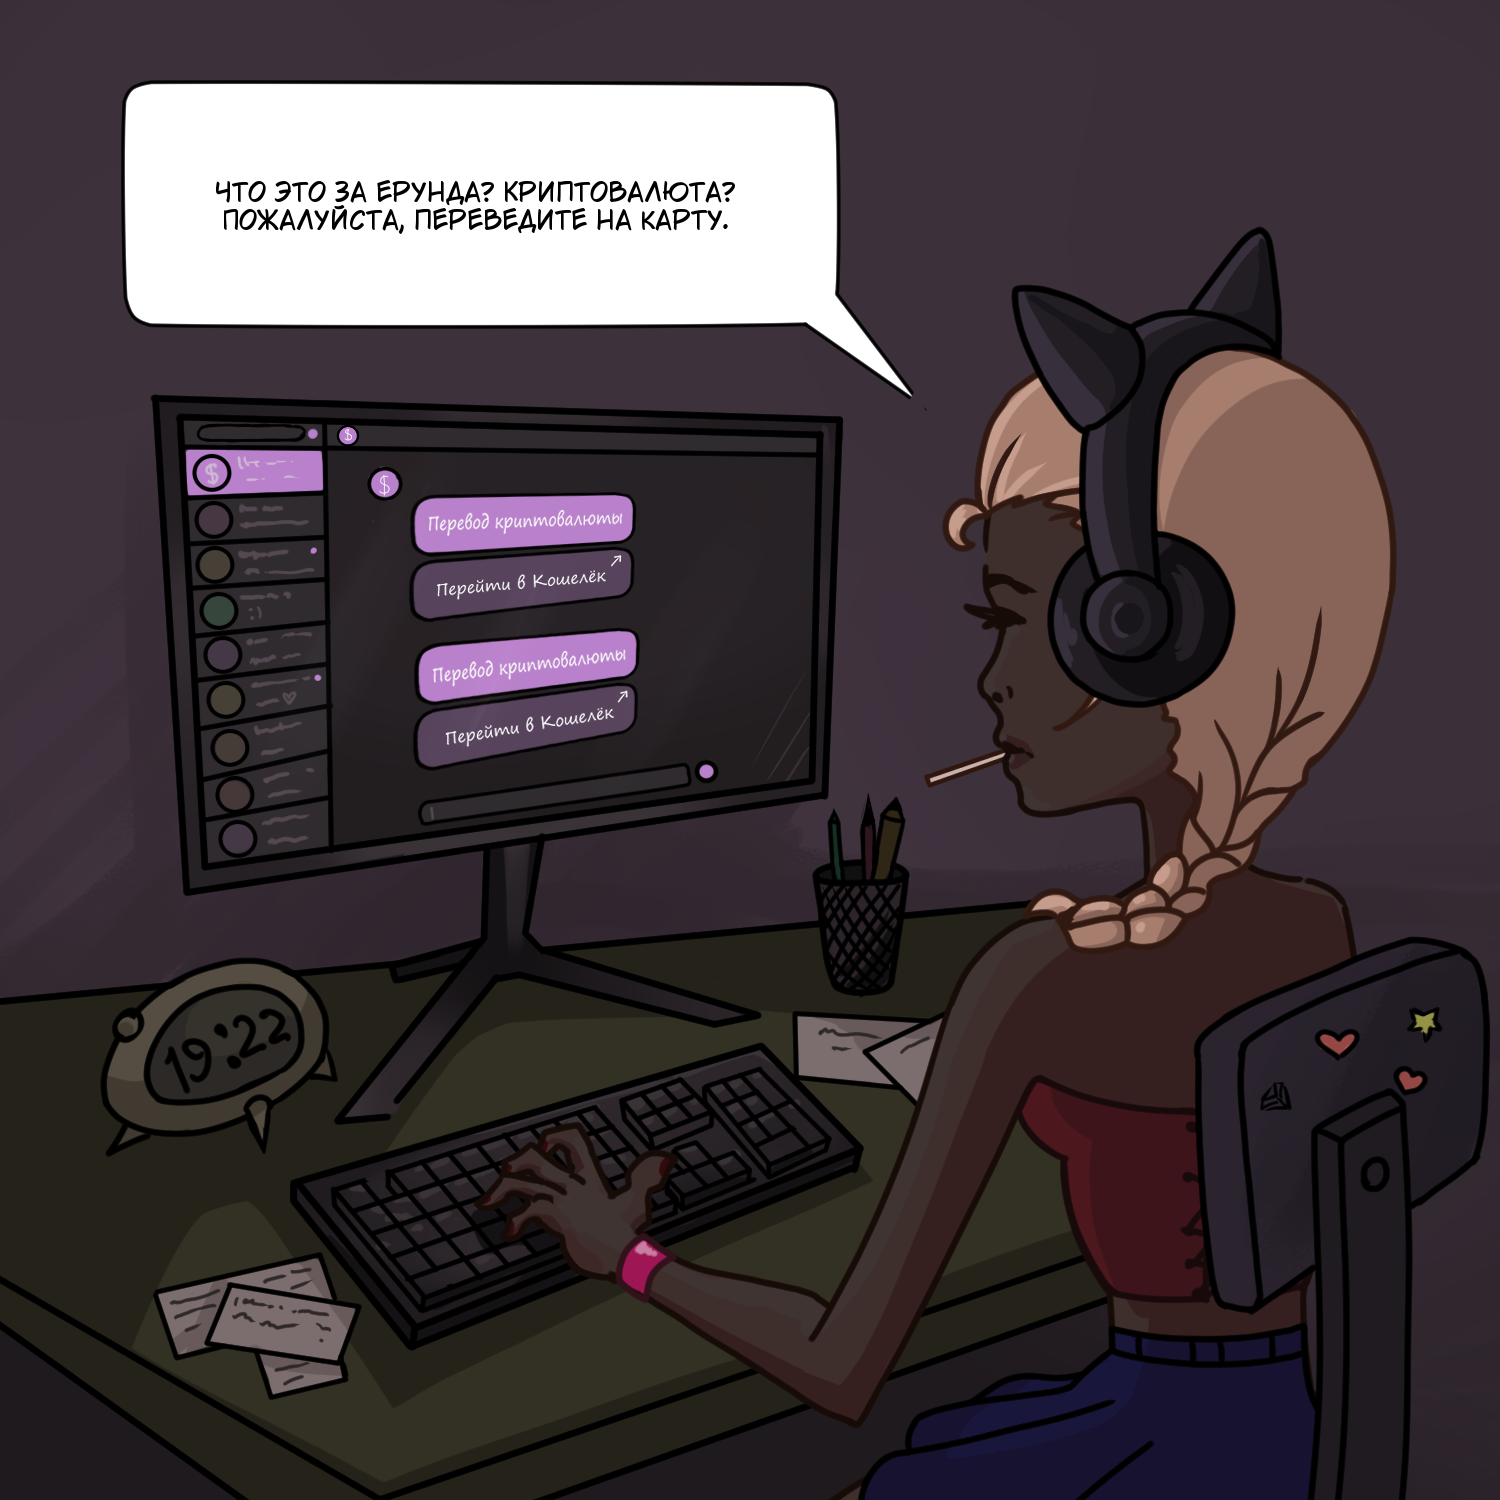 ЧТО ЭТО ЗА ЕРУНДА? КРИПТОВАЛЮТА?
ПОЖАЛУЙСТА, ПЕРЕВЕДИТЕ НА КАРТУ.
$
$
$
Перевод криптовалюты
Перейти в Кошелёк
:)
Перевод криптовалюты
Перейти в Кошелёк
19:22